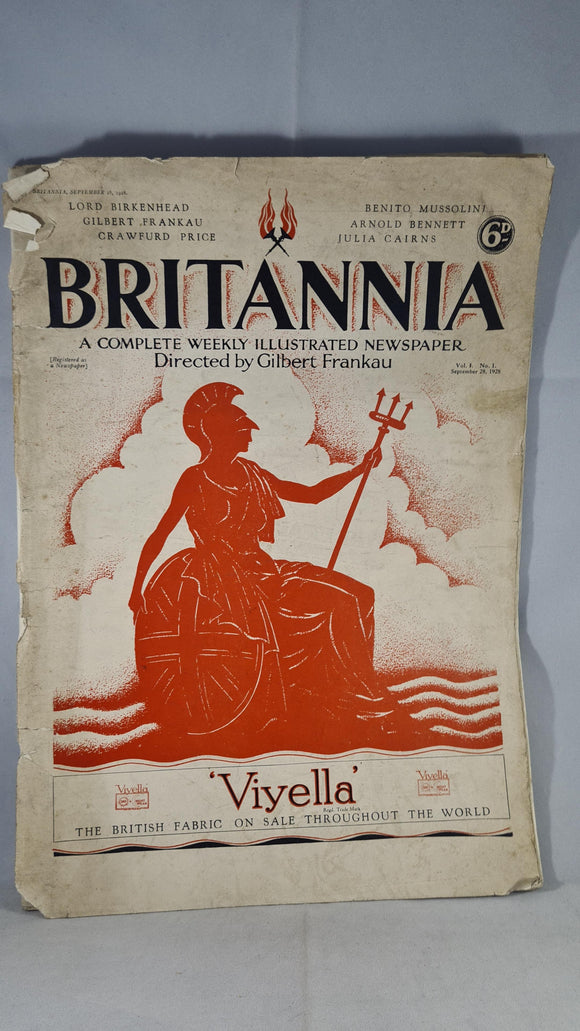 BRITANNIA, SEPTEMBER 28, 1928.
LORD BIRKENHEAD
GILBERT FRANKAU
CRAWFURD PRICE
BENITO MUSSOLINI
ARNOLD BENNETT
JULIA CAIRNS
6D
BRITANNIA
A COMPLETE WEEKLY ILLUSTRATED NEWSPAPER
Directed by Gilbert Frankau
[Registered as
a Newspaper]
Vol. I. No. 1.
September 28, 1928
Viyella
'Viyella'
Regd. Trade Mark
Viyella
THE BRITISH FABRIC ON SALE THROUGHOUT THE WORLD